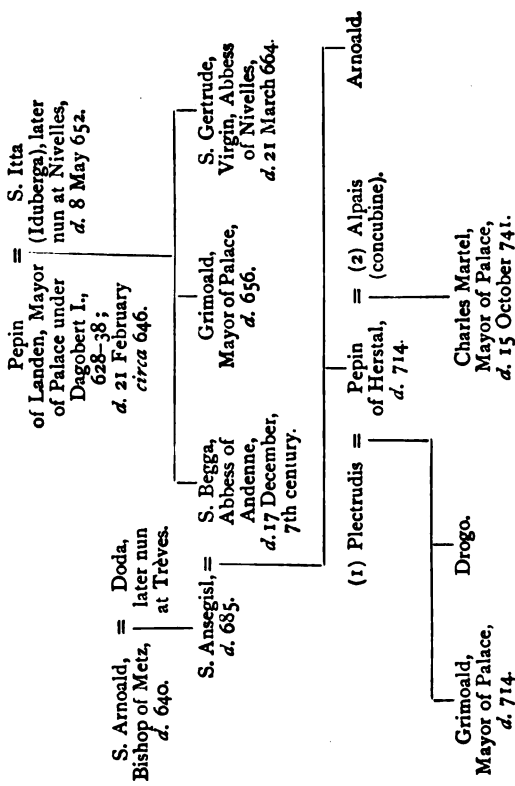 Pepin
of Landen, Mayor
of Palace under
Dagobert I.,
628–38;
d. 21 February
circa 646.
=
S. Itta
(Iduberga), later
nun at Nivelles,
d. 8 May 652.
S. Arnoald,
Bishop of Metz,
d. 640.
=
Doda,
later nun
at Trèves.
S. Ansegisl,
d. 685.
=
S. Begga,
Abbess of
Andenne,
d. 17 December,
7th century.
Grimoald,
Mayor of Palace,
d. 656.
S. Gertrude,
Virgin, Abbess
of Nivelles,
d. 21 March 664.
(1) Plectrudis
=
Pepin
of Herstal,
d. 714.
=
(2) Alpais
(concubine).
Arnoald.
Grimoald,
Mayor of Palace,
d. 714.
Drogo.
Charles Martel,
Mayor of Palace,
d. 15 October 741.